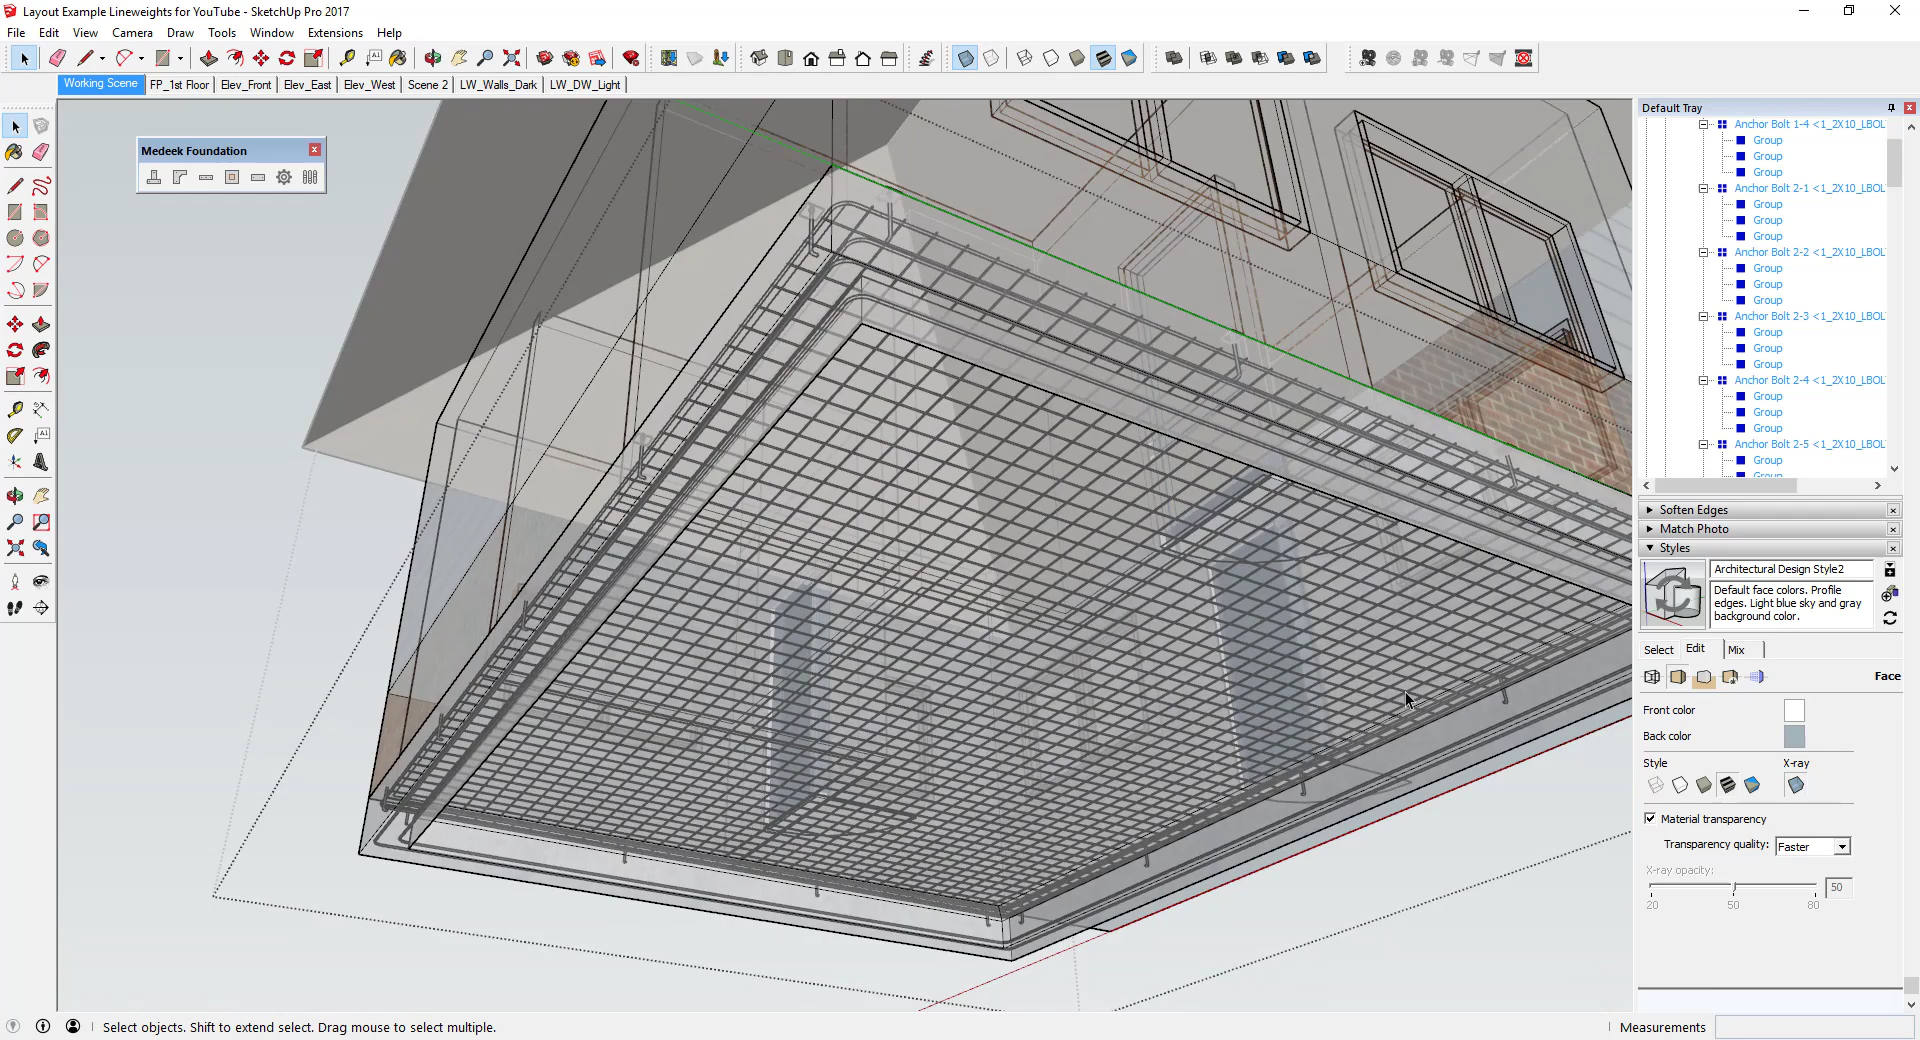 Layout Example Lineweights for YouTube - SketchUp Pro 2017
File Edit View Camera Draw Tools Window Extensions Help
Working Scene FP_1st Floor Elev_Front Elev_East Elev_West Scene 2 LW_Walls_Dark LW_DW_Light
Medeek Foundation
Default Tray
Anchor Bolt 1-4 <1_2X10_LBOL
Group
Group
Group
Anchor Bolt 2-1 <1_2X10_LBOL
Group
Group
Group
Anchor Bolt 2-2 <1_2X10_LBOL
Group
Group
Group
Anchor Bolt 2-3 <1_2X10_LBOL
Group
Group
Group
Anchor Bolt 2-4 <1_2X10_LBOL
Group
Group
Group
Anchor Bolt 2-5 <1_2X10_LBOL
Group
Group
Soften Edges
Match Photo
Styles
Architectural Design Style2
Default face colors. Profile
edges. Light blue sky and gray
background color.
Select Edit Mix
Face
Front color
Back color
Style X-ray
Material transparency
Transparency quality: Faster
X-ray opacity:
50
20 50 80
Select objects. Shift to extend select. Drag mouse to select multiple.
Measurements